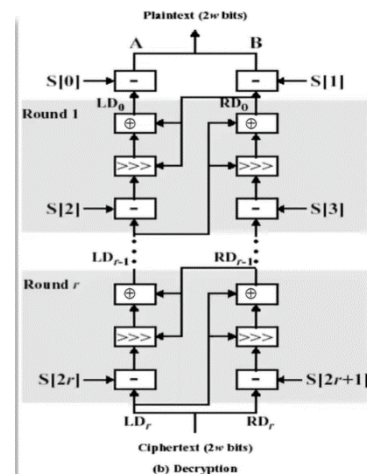 Plaintext (2w bits)
A B
S[0] - - S[1]
LD0 RD0
Round 1
⊕ ⊕
>>> >>>
S[2] - - S[3]
LDr-1 RDr-1
Round r
⊕ ⊕
>>> >>>
S[2r] - - S[2r+1]
LDr RDr
Ciphertext (2w bits)
(b) Decryption